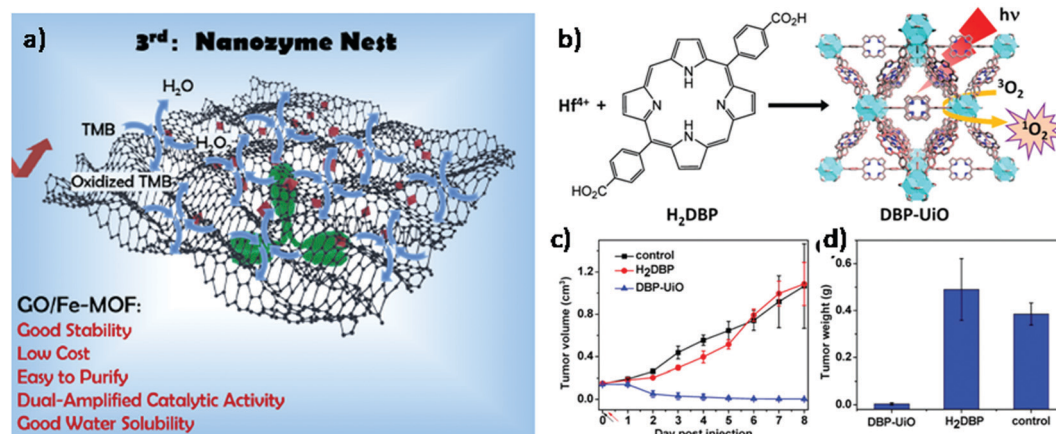 a)
3rd: Nanozyme Nest
H₂O
TMB
H₂O₂
Oxidized TMB
GO/Fe-MOF:
Good Stability
Low Cost
Easy to Purify
Dual-Amplified Catalytic Activity
Good Water Solubility
b)
CO₂H
hν
NH
N
N
HN
Hf⁴⁺ +
³O₂
¹O₂
HO₂C
H₂DBP
DBP-UiO
c)
control
H₂DBP
DBP-UiO
Tumor volume (cm³)
1.2
0.8
0.4
0.0
0 1 2 3 4 5 6 7 8
Day post injection
d)
Tumor weight (g)
0.6
0.4
0.2
0.0
DBP-UiO H₂DBP control